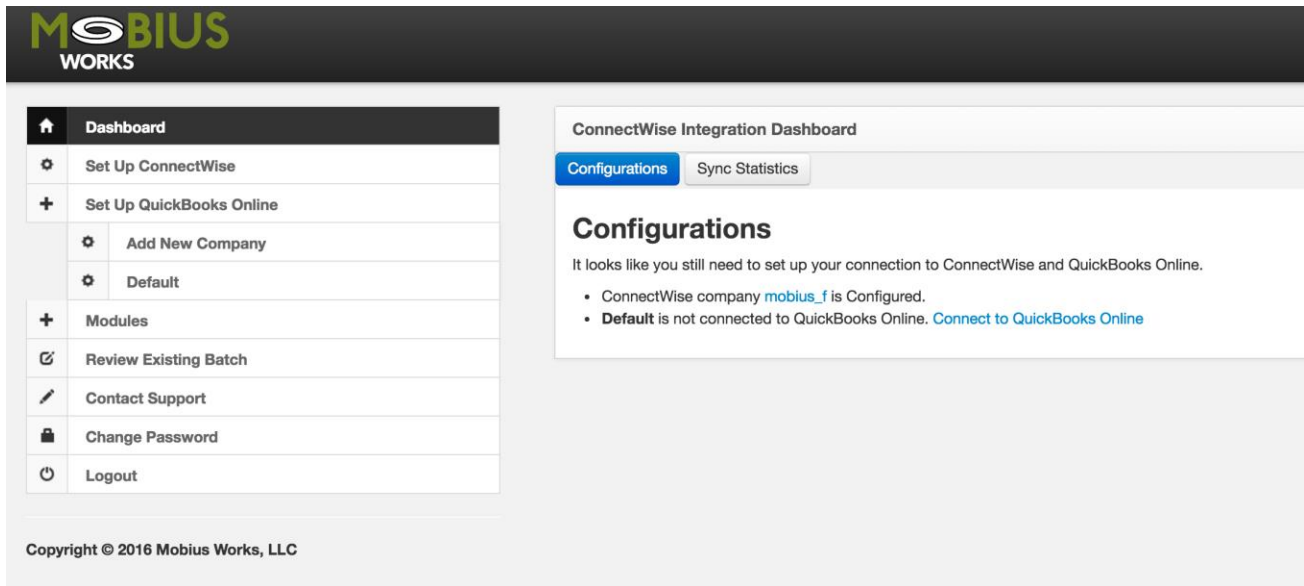 MOBIUS
WORKS
Dashboard
Set Up ConnectWise
Set Up QuickBooks Online
Add New Company
Default
Modules
Review Existing Batch
Contact Support
Change Password
Logout
Copyright © 2016 Mobius Works, LLC
ConnectWise Integration Dashboard
Configurations Sync Statistics
Configurations
It looks like you still need to set up your connection to ConnectWise and QuickBooks Online.
• ConnectWise company mobius_f is Configured.
• Default is not connected to QuickBooks Online. Connect to QuickBooks Online